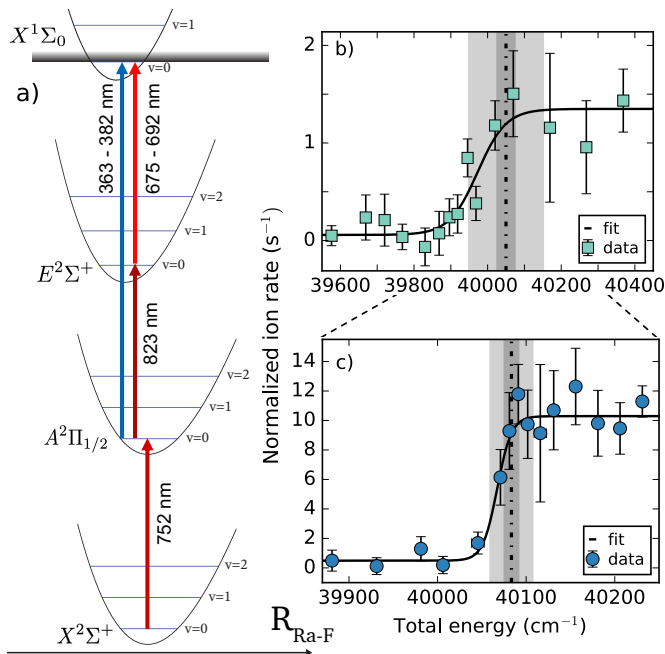 X¹Σ₀
v=1
v=0
a)
363 - 382 nm
675 - 692 nm
v=2
v=1
v=0
E²Σ⁺
823 nm
v=2
v=1
v=0
A²Π₁/₂
752 nm
v=2
v=1
v=0
X²Σ⁺
R_Ra-F
Normalized ion rate (s⁻¹)
b)
2
1
0
fit
data
39600 39800 40000 40200 40400
c)
14
12
10
8
6
4
2
0
fit
data
39900 40000 40100 40200
Total energy (cm⁻¹)